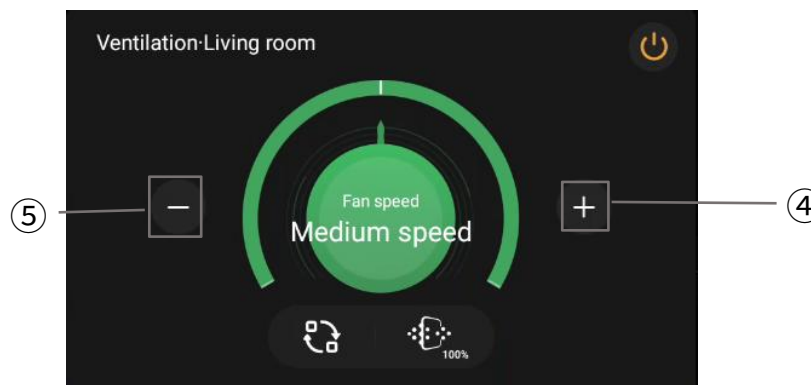 Ventilation·Living room
⑤
−
Fan speed
Medium speed
+
④
100%